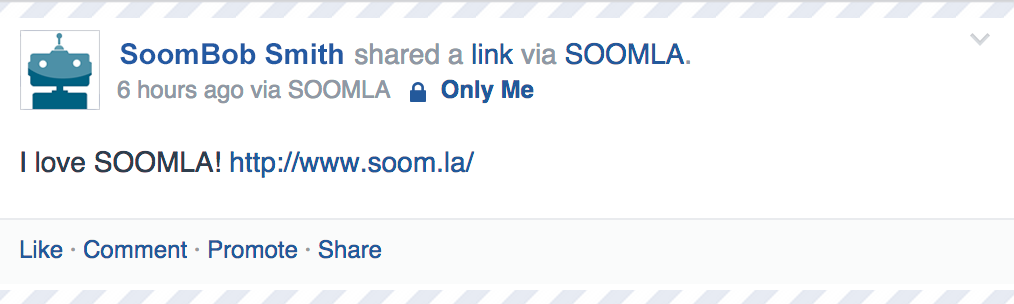 SoomBob Smith shared a link via SOOMLA.
6 hours ago via SOOMLA Only Me
I love SOOMLA! http://www.soom.la/
Like · Comment · Promote · Share